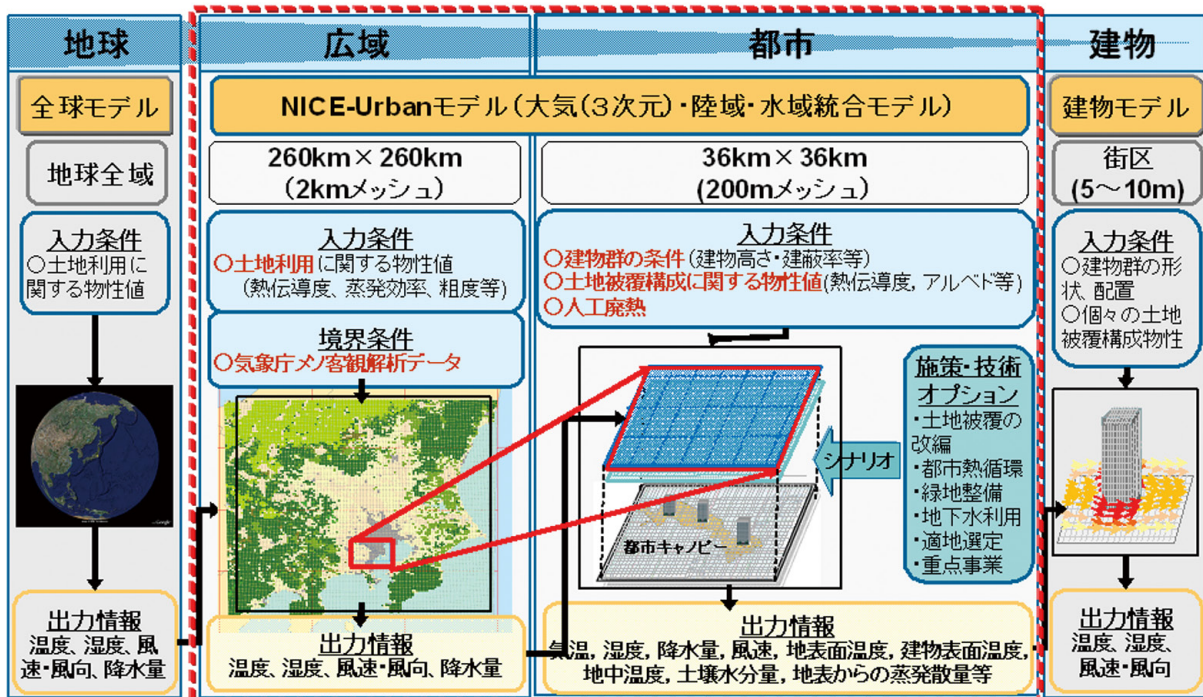 地球
広域
都市
建物
全球モデル
NICE-Urbanモデル(大気(3次元)・陸域・水域統合モデル)
建物モデル
地球全域
260km×260km
(2kmメッシュ)
36km×36km
(200mメッシュ)
街区
(5～10m)
入力条件
○土地利用に
関する物性値
入力条件
○土地利用に関する物性値
(熱伝導度、蒸発効率、粗度等)
境界条件
○気象庁メソ客観解析データ
入力条件
○建物群の条件(建物高さ・建蔽率等)
○土地被覆構成に関する物性値(熱伝導度,アルベド等)
○人工廃熱
入力条件
○建物群の形
状、配置
○個々の土地
被覆構成物性
施策・技術
オプション
・土地被覆の
改編
・都市熱循環
・緑地整備
・地下水利用
・適地選定
・重点事業
シナリオ
都市キャノピー
出力情報
温度、湿度、風
速・風向、降水量
出力情報
温度、湿度、風速・風向、降水量
出力情報
気温,湿度,降水量,風速,地表面温度,建物表面温度,
地中温度,土壌水分量,地表からの蒸発散量等
出力情報
温度、湿度、
風速・風向